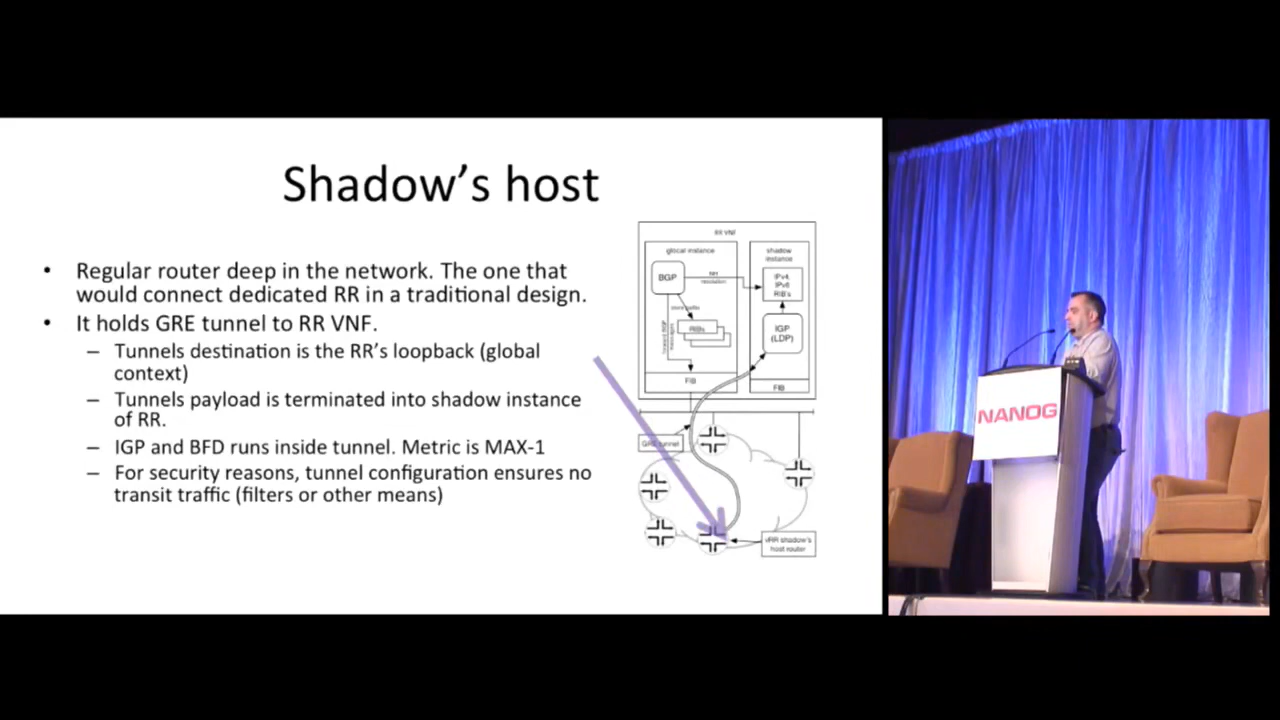 Shadow's host
• Regular router deep in the network. The one that
would connect dedicated RR in a traditional design.
• It holds GRE tunnel to RR VNF.
– Tunnels destination is the RR's loopback (global
context)
– Tunnels payload is terminated into shadow instance
of RR.
– IGP and BFD runs inside tunnel. Metric is MAX-1
– For security reasons, tunnel configuration ensures no
transit traffic (filters or other means)
RR VNF
global instance
shadow
instance
BGP
NH
resolution
IPv4,
IPv6
RIB's
RIBs
IGP
(LDP)
FIB
FIB
GRE tunnel
vRR shadow's
host router
NANOG